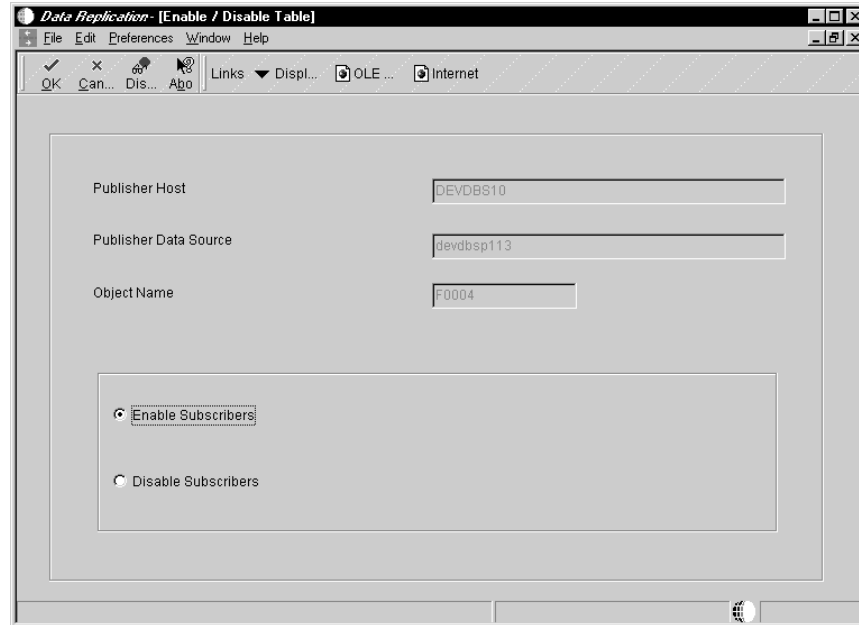 Data Replication - [Enable / Disable Table]
File Edit Preferences Window Help
OK Can... Dis... Abo Links Displ... OLE ... Internet
Publisher Host DEVDBS10
Publisher Data Source devdbsp113
Object Name F0004
Enable Subscribers
Disable Subscribers